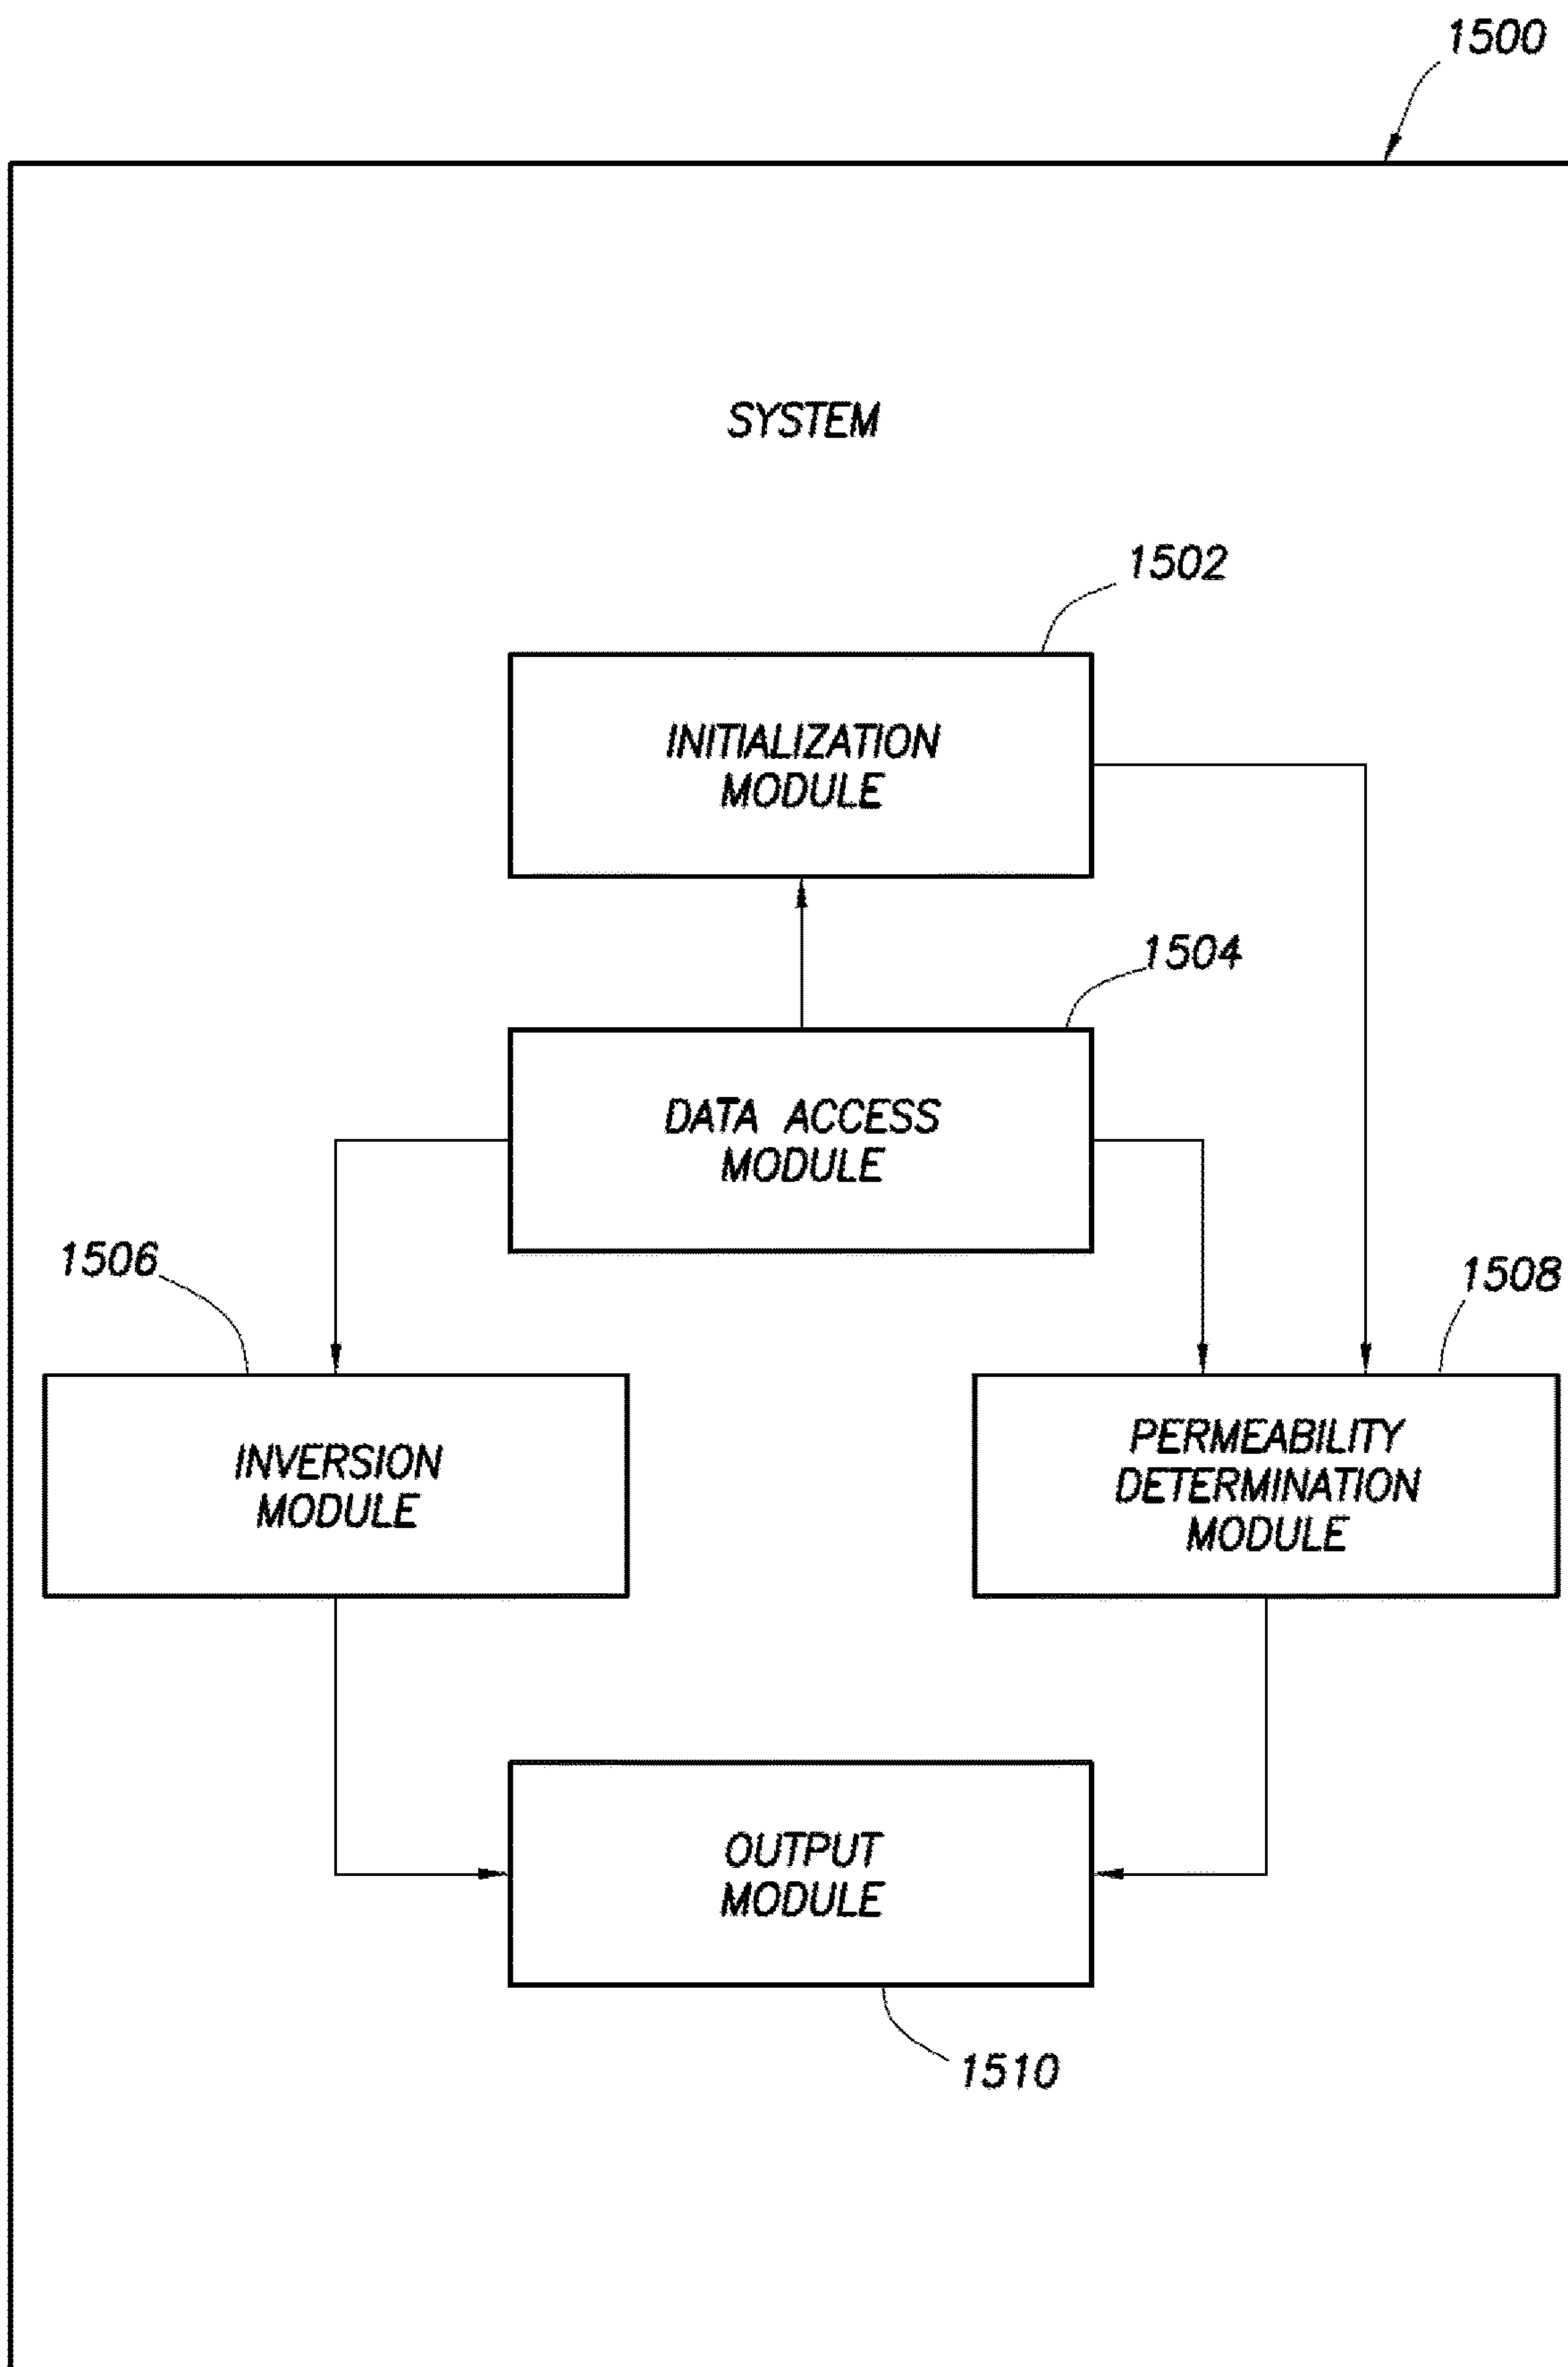 1500
SYSTEM
1502
INITIALIZATION
MODULE
1504
DATA ACCESS
MODULE
1506
1508
INVERSION
MODULE
PERMEABILITY
DETERMINATION
MODULE
OUTPUT
MODULE
1510